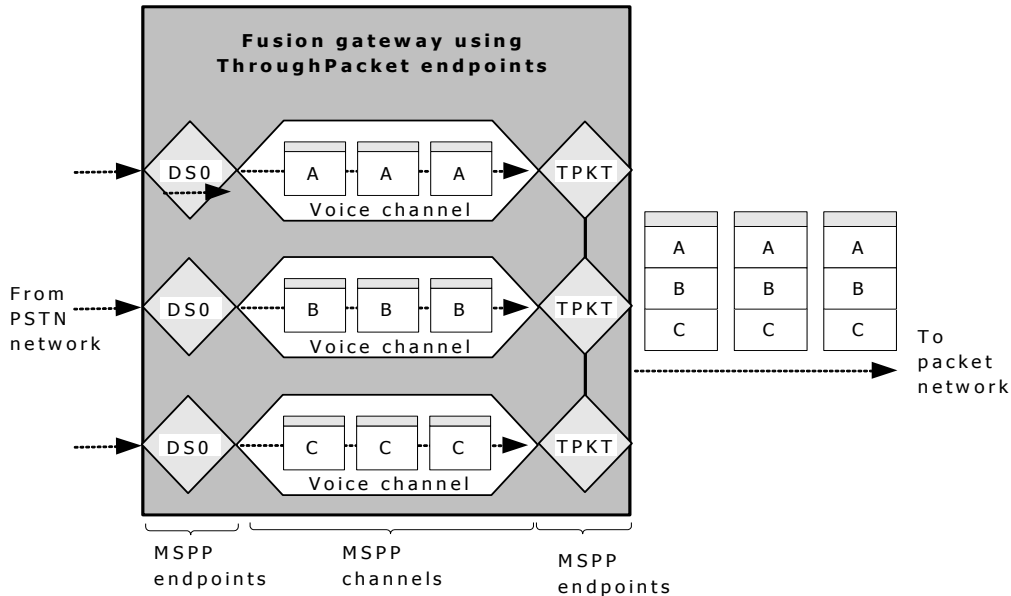 Fusion gateway using
ThroughPacket endpoints
DS0
A A A
Voice channel
TPKT
From
PSTN
network
DS0
B B B
Voice channel
TPKT
DS0
C C C
Voice channel
TPKT
A A A
B B B
C C C
To
packet
network
MSPP
endpoints
MSPP
channels
MSPP
endpoints